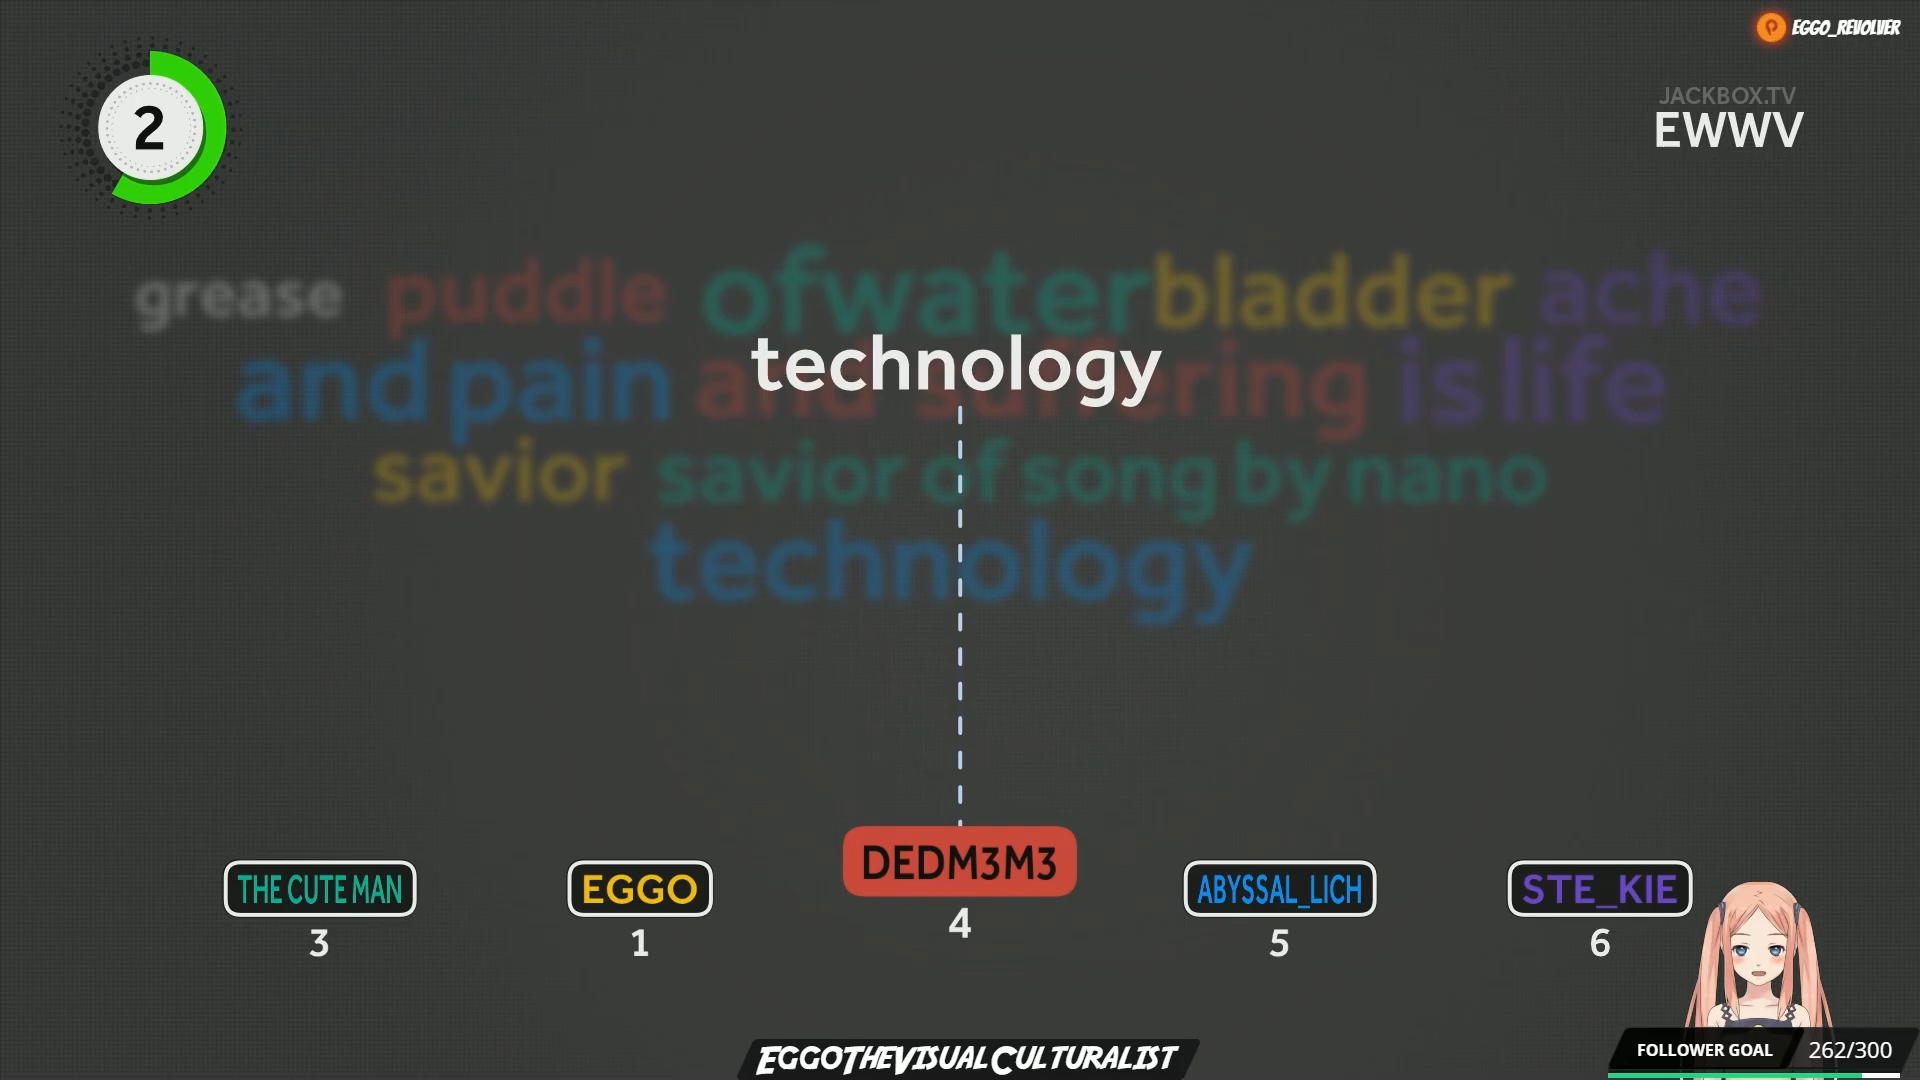 EGGO_REVOLVER
2
JACKBOX.TV
EWWV
grease puddle ofwater bladder ache
technology
and pain and suffering is life
savior savior of song by nano
technology
THE CUTE MAN EGGO DEDM3M3 ABYSSAL_LICH STE_KIE
3 1 4 5 6
EGGOTHEVISUALCULTURALIST
FOLLOWER GOAL 262/300